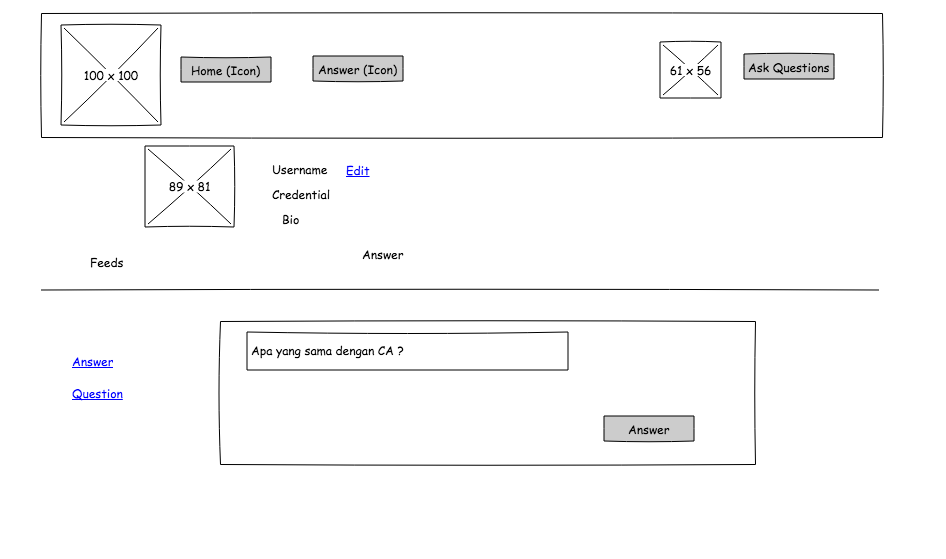 100 x 100
Home (Icon)
Answer (Icon)
61 x 56
Ask Questions
89 x 81
Username Edit
Credential
Bio
Feeds
Answer
Answer
Question
Apa yang sama dengan CA ?
Answer